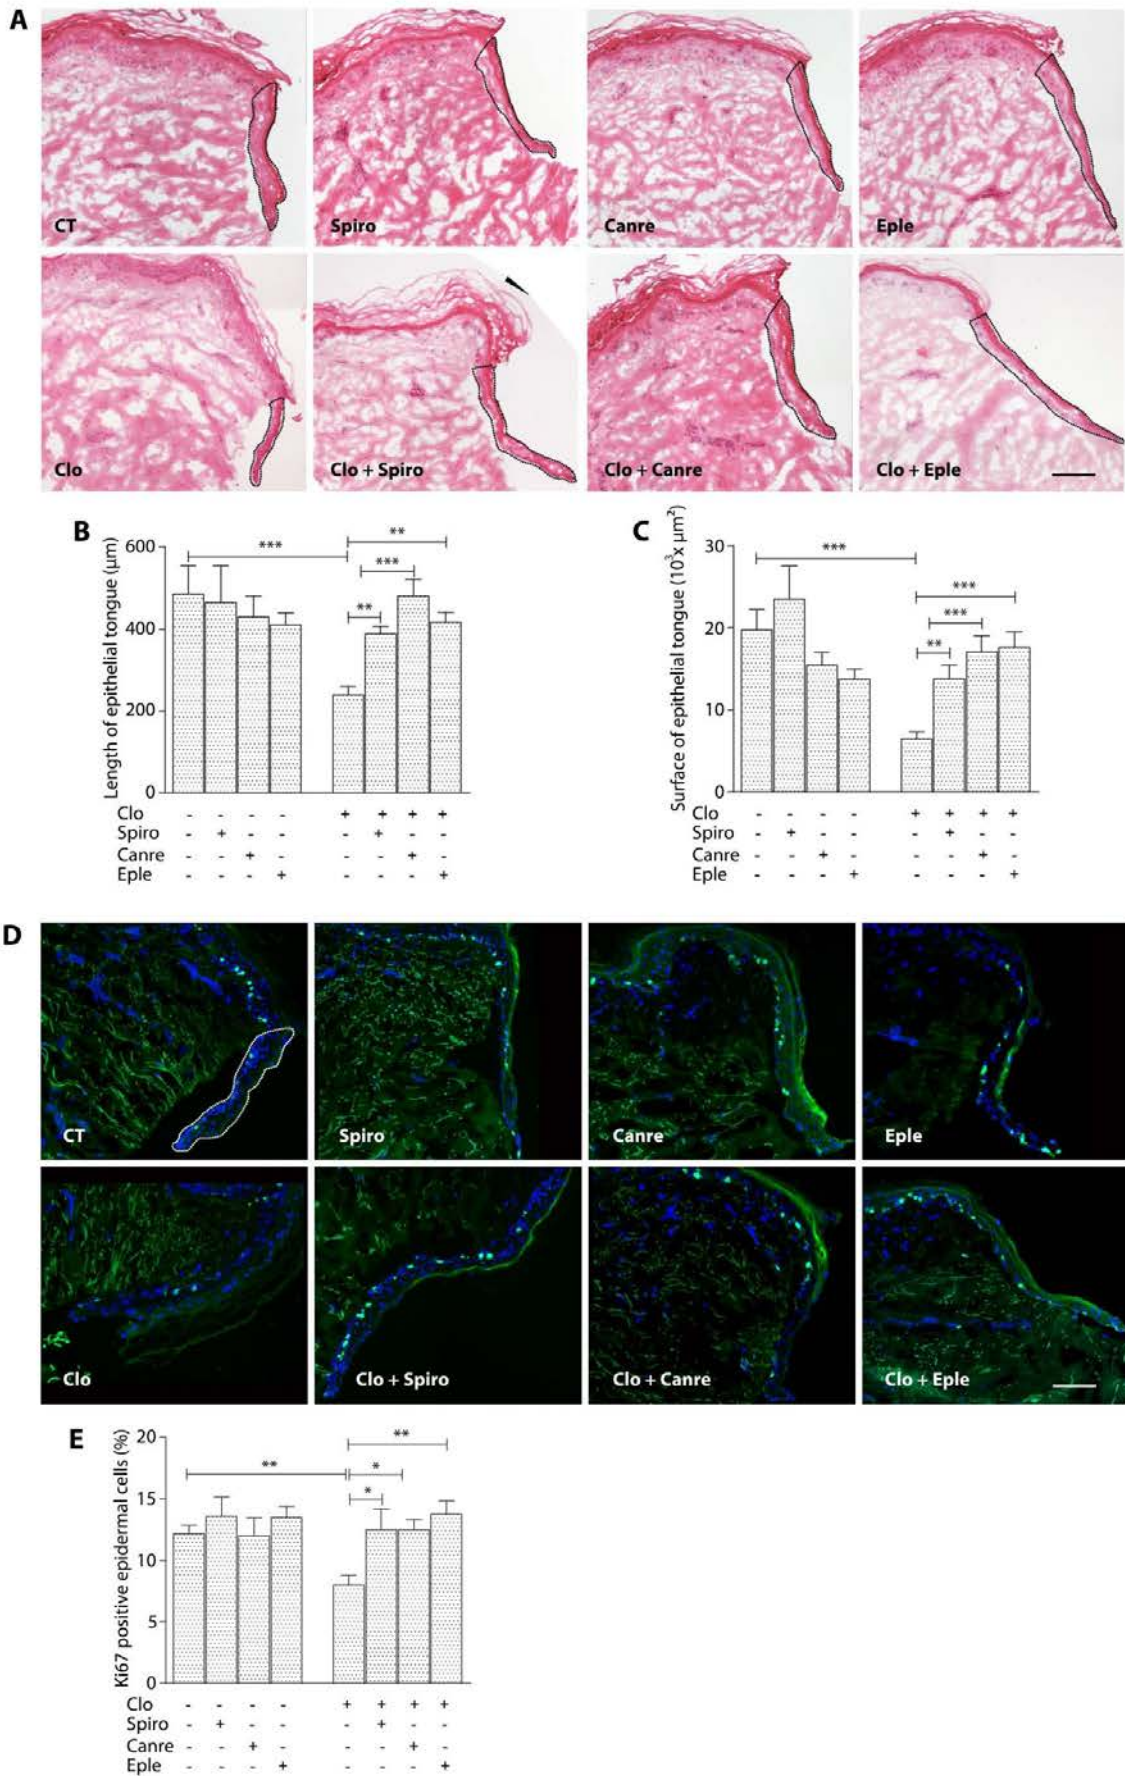 A
CT
Spiro
Canre
Eple
Clo
Clo + Spiro
Clo + Canre
Clo + Eple
B
Length of epithelial tongue (µm)
600
400
200
0
***
**
***
**
Clo - - - - + + + +
Spiro - + - - - + - -
Canre - - + - - - + -
Eple - - - + - - - +
C
Surface of epithelial tongue (10³x µm²)
30
20
10
0
***
***
***
**
Clo - - - - + + + +
Spiro - + - - - + - -
Canre - - + - - - + -
Eple - - - + - - - +
D
CT
Spiro
Canre
Eple
Clo
Clo + Spiro
Clo + Canre
Clo + Eple
E
Ki67 positive epidermal cells (%)
20
15
10
5
0
**
**
*
*
Clo - - - - + + + +
Spiro - + - - - + - -
Canre - - + - - - + -
Eple - - - + - - - +